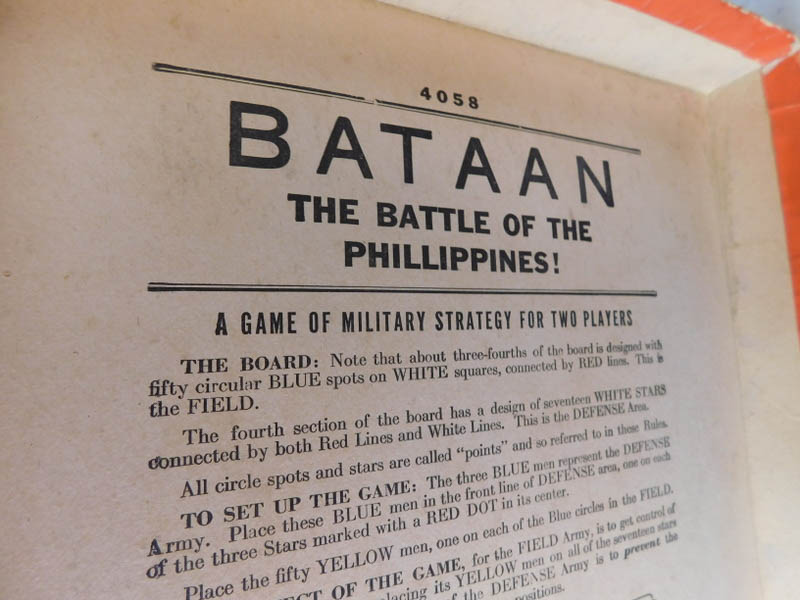 4058
BATAAN
THE BATTLE OF THE
PHILLIPPINES!
A GAME OF MILITARY STRATEGY FOR TWO PLAYERS
THE BOARD: Note that about three-fourths of the board is designed with
fifty circular BLUE spots on WHITE squares, connected by RED lines. This is
the FIELD.
The fourth section of the board has a design of seventeen WHITE STARS
connected by both Red Lines and White Lines. This is the DEFENSE Area.
All circle spots and stars are called "points" and so referred to in these Rules.
TO SET UP THE GAME: The three BLUE men represent the DEFENSE
Army. Place these BLUE men in the front line of DEFENSE area, one on each
of the three Stars marked with a RED DOT in its center.
Place the fifty YELLOW men, one on each of the Blue circles in the FIELD.
OF THE GAME, for the FIELD Army, is to get control of
placing its YELLOW men on all of the seventeen stars
of the DEFENSE Army is to prevent the
positions.